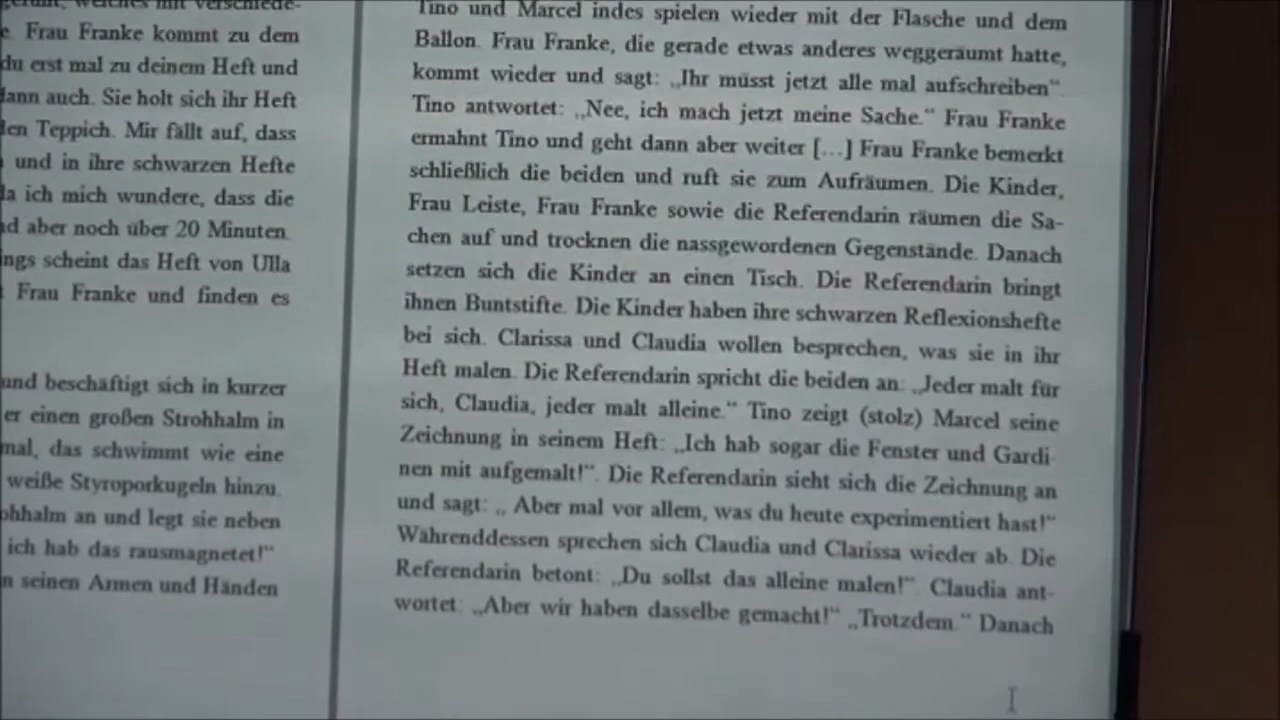 welches mit verschiede-
e. Frau Franke kommt zu dem
du erst mal zu deinem Heft und
dann auch. Sie holt sich ihr Heft
den Teppich. Mir fällt auf, dass
und in ihre schwarzen Hefte
da ich mich wundere, dass die
nd aber noch über 20 Minuten.
ings scheint das Heft von Ulla
Frau Franke und finden es
und beschäftigt sich in kurzer
er einen großen Strohhalm in
mal, das schwimmt wie eine
weiße Styroporkugeln hinzu.
ohhalm an und legt sie neben
ich hab das rausmagnetet!“
n seinen Armen und Händen
Tino und Marcel indes spielen wieder mit der Flasche und dem
Ballon. Frau Franke, die gerade etwas anderes weggeräumt hatte,
kommt wieder und sagt: „Ihr müsst jetzt alle mal aufschreiben“.
Tino antwortet: „Nee, ich mach jetzt meine Sache.“ Frau Franke
ermahnt Tino und geht dann aber weiter […] Frau Franke bemerkt
schließlich die beiden und ruft sie zum Aufräumen. Die Kinder,
Frau Leiste, Frau Franke sowie die Referendarin räumen die Sa-
chen auf und trocknen die nassgewordenen Gegenstände. Danach
setzen sich die Kinder an einen Tisch. Die Referendarin bringt
ihnen Buntstifte. Die Kinder haben ihre schwarzen Reflexionshefte
bei sich. Clarissa und Claudia wollen besprechen, was sie in ihr
Heft malen. Die Referendarin spricht die beiden an: „Jeder malt für
sich, Claudia, jeder malt alleine.“ Tino zeigt (stolz) Marcel seine
Zeichnung in seinem Heft: „Ich hab sogar die Fenster und Gardi-
nen mit aufgemalt!“. Die Referendarin sieht sich die Zeichnung an
und sagt: „ Aber mal vor allem, was du heute experimentiert hast!“
Währenddessen sprechen sich Claudia und Clarissa wieder ab. Die
Referendarin betont: „Du sollst das alleine malen!“. Claudia ant-
wortet: „Aber wir haben dasselbe gemacht!“ „Trotzdem.“ Danach